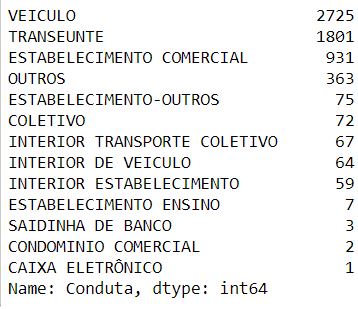 VEICULO 2725
TRANSEUNTE 1801
ESTABELECIMENTO COMERCIAL 931
OUTROS 363
ESTABELECIMENTO-OUTROS 75
COLETIVO 72
INTERIOR TRANSPORTE COLETIVO 67
INTERIOR DE VEICULO 64
INTERIOR ESTABELECIMENTO 59
ESTABELECIMENTO ENSINO 7
SAIDINHA DE BANCO 3
CONDOMINIO COMERCIAL 2
CAIXA ELETRÔNICO 1
Name: Conduta, dtype: int64